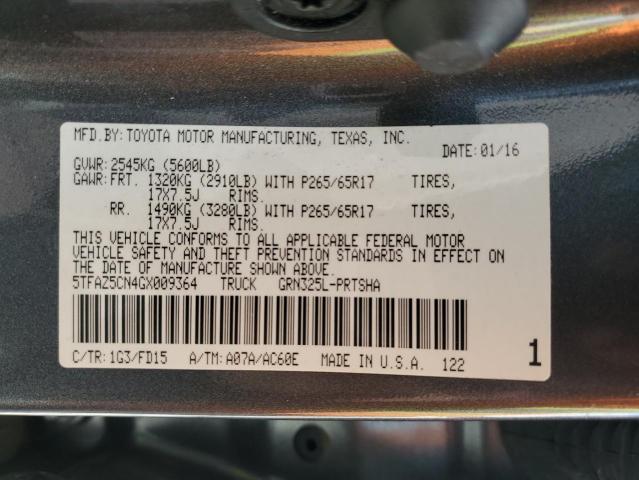 MFD.BY:TOYOTA MOTOR MANUFACTURING, TEXAS, INC.
DATE:01/16
GVWR:2545KG (5600LB)
GAWR:FRT. 1320KG (2910LB) WITH P265/65R17 TIRES,
17X7.5J RIMS.
RR. 1490KG (3280LB) WITH P265/65R17 TIRES,
17X7.5J RIMS.
THIS VEHICLE CONFORMS TO ALL APPLICABLE FEDERAL MOTOR
VEHICLE SAFETY AND THEFT PREVENTION STANDARDS IN EFFECT
ON THE DATE OF MANUFACTURE SHOWN ABOVE.
5TFAZ5CN4GX009364 TRUCK GRN325L-PRTSHA
C/TR:1G3/FD15 A/TM:A07A/AC60E MADE IN U.S.A. 122 1